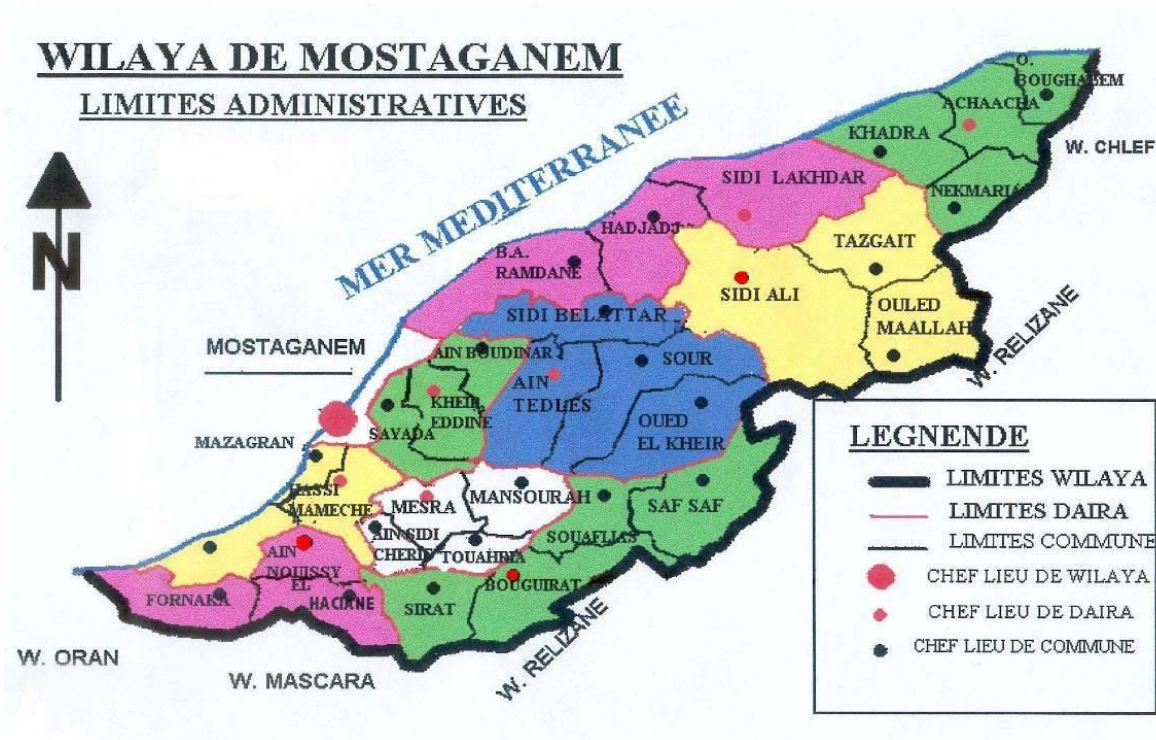 WILAYA DE MOSTAGANEM
LIMITES ADMINISTRATIVES
N
MER MEDITERRANEE
O.
BOUGHALEM
ACHAACHA
KHADRA
W. CHLEF
NEKMARIA
SIDI LAKHDAR
HADJADJ
TAZGAIT
B.A.
RAMDANE
SIDI ALI
OULED
MAALLAH
SIDI BELATTAR
W. RELIZANE
MOSTAGANEM
AIN BOUDINAR
SOUR
AIN
TEDLES
KHEIR
EDDINE
SAYADA
OUED
EL KHEIR
MAZAGRAN
HASSI
MAMECHE
MESRA
MANSOURAH
SAF SAF
AIN SIDI
CHERIF
TOUAHRIA
SOUAFLIAS
AIN
NOUISSY
EL
HACIANE
FORNAKA
SIRAT
BOUGUIRAT
W. RELIZANE
W. ORAN
W. MASCARA
LEGNENDE
LIMITES WILAYA
LIMITES DAIRA
LIMITES COMMUNE
CHEF LIEU DE WILAYA
CHEF LIEU DE DAIRA
CHEF LIEU DE COMMUNE